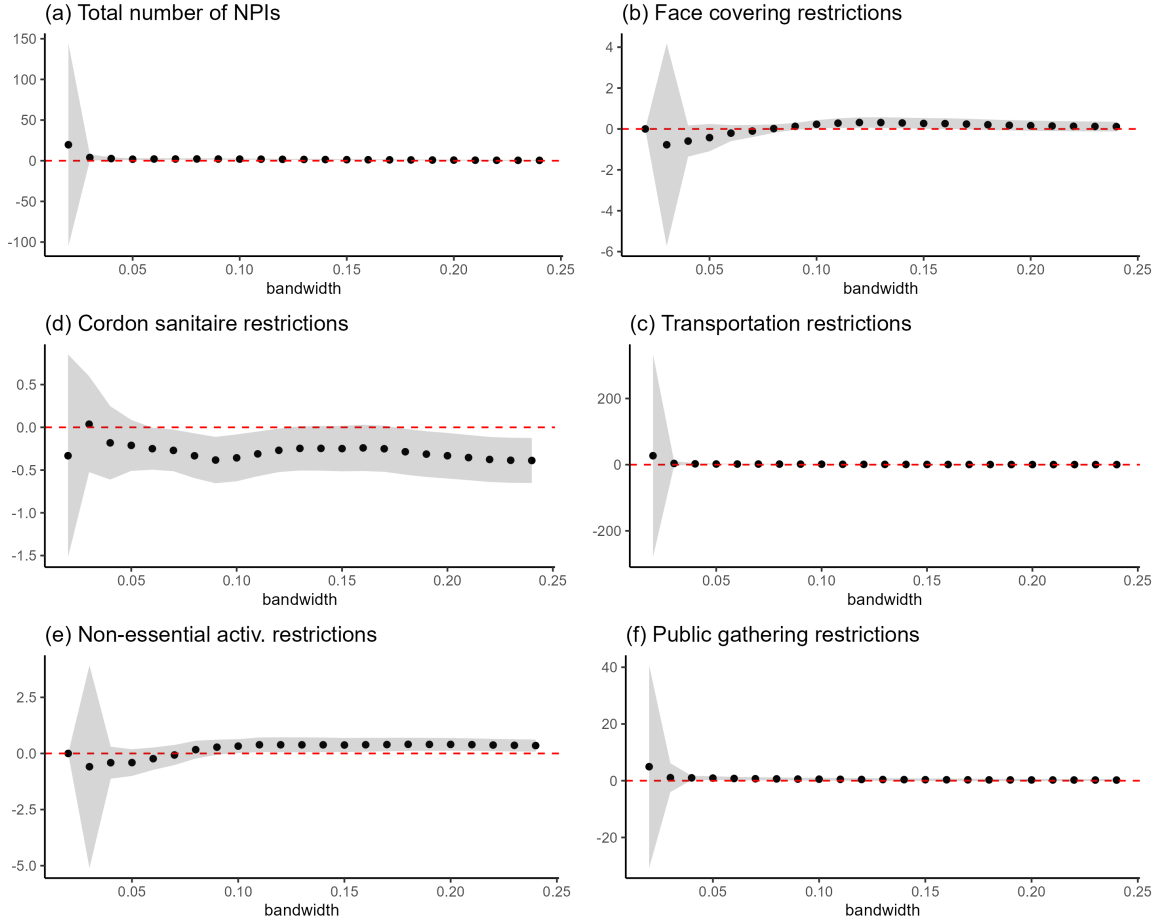 (a) Total number of NPIs
150
100
50
0
-50
-100
0.05 0.10 0.15 0.20 0.25
bandwidth
(b) Face covering restrictions
4
2
0
-2
-4
-6
0.05 0.10 0.15 0.20 0.25
bandwidth
(d) Cordon sanitaire restrictions
0.5
0.0
-0.5
-1.0
-1.5
0.05 0.10 0.15 0.20 0.25
bandwidth
(c) Transportation restrictions
200
0
-200
0.05 0.10 0.15 0.20 0.25
bandwidth
(e) Non-essential activ. restrictions
2.5
0.0
-2.5
-5.0
0.05 0.10 0.15 0.20 0.25
bandwidth
(f) Public gathering restrictions
40
20
0
-20
0.05 0.10 0.15 0.20 0.25
bandwidth